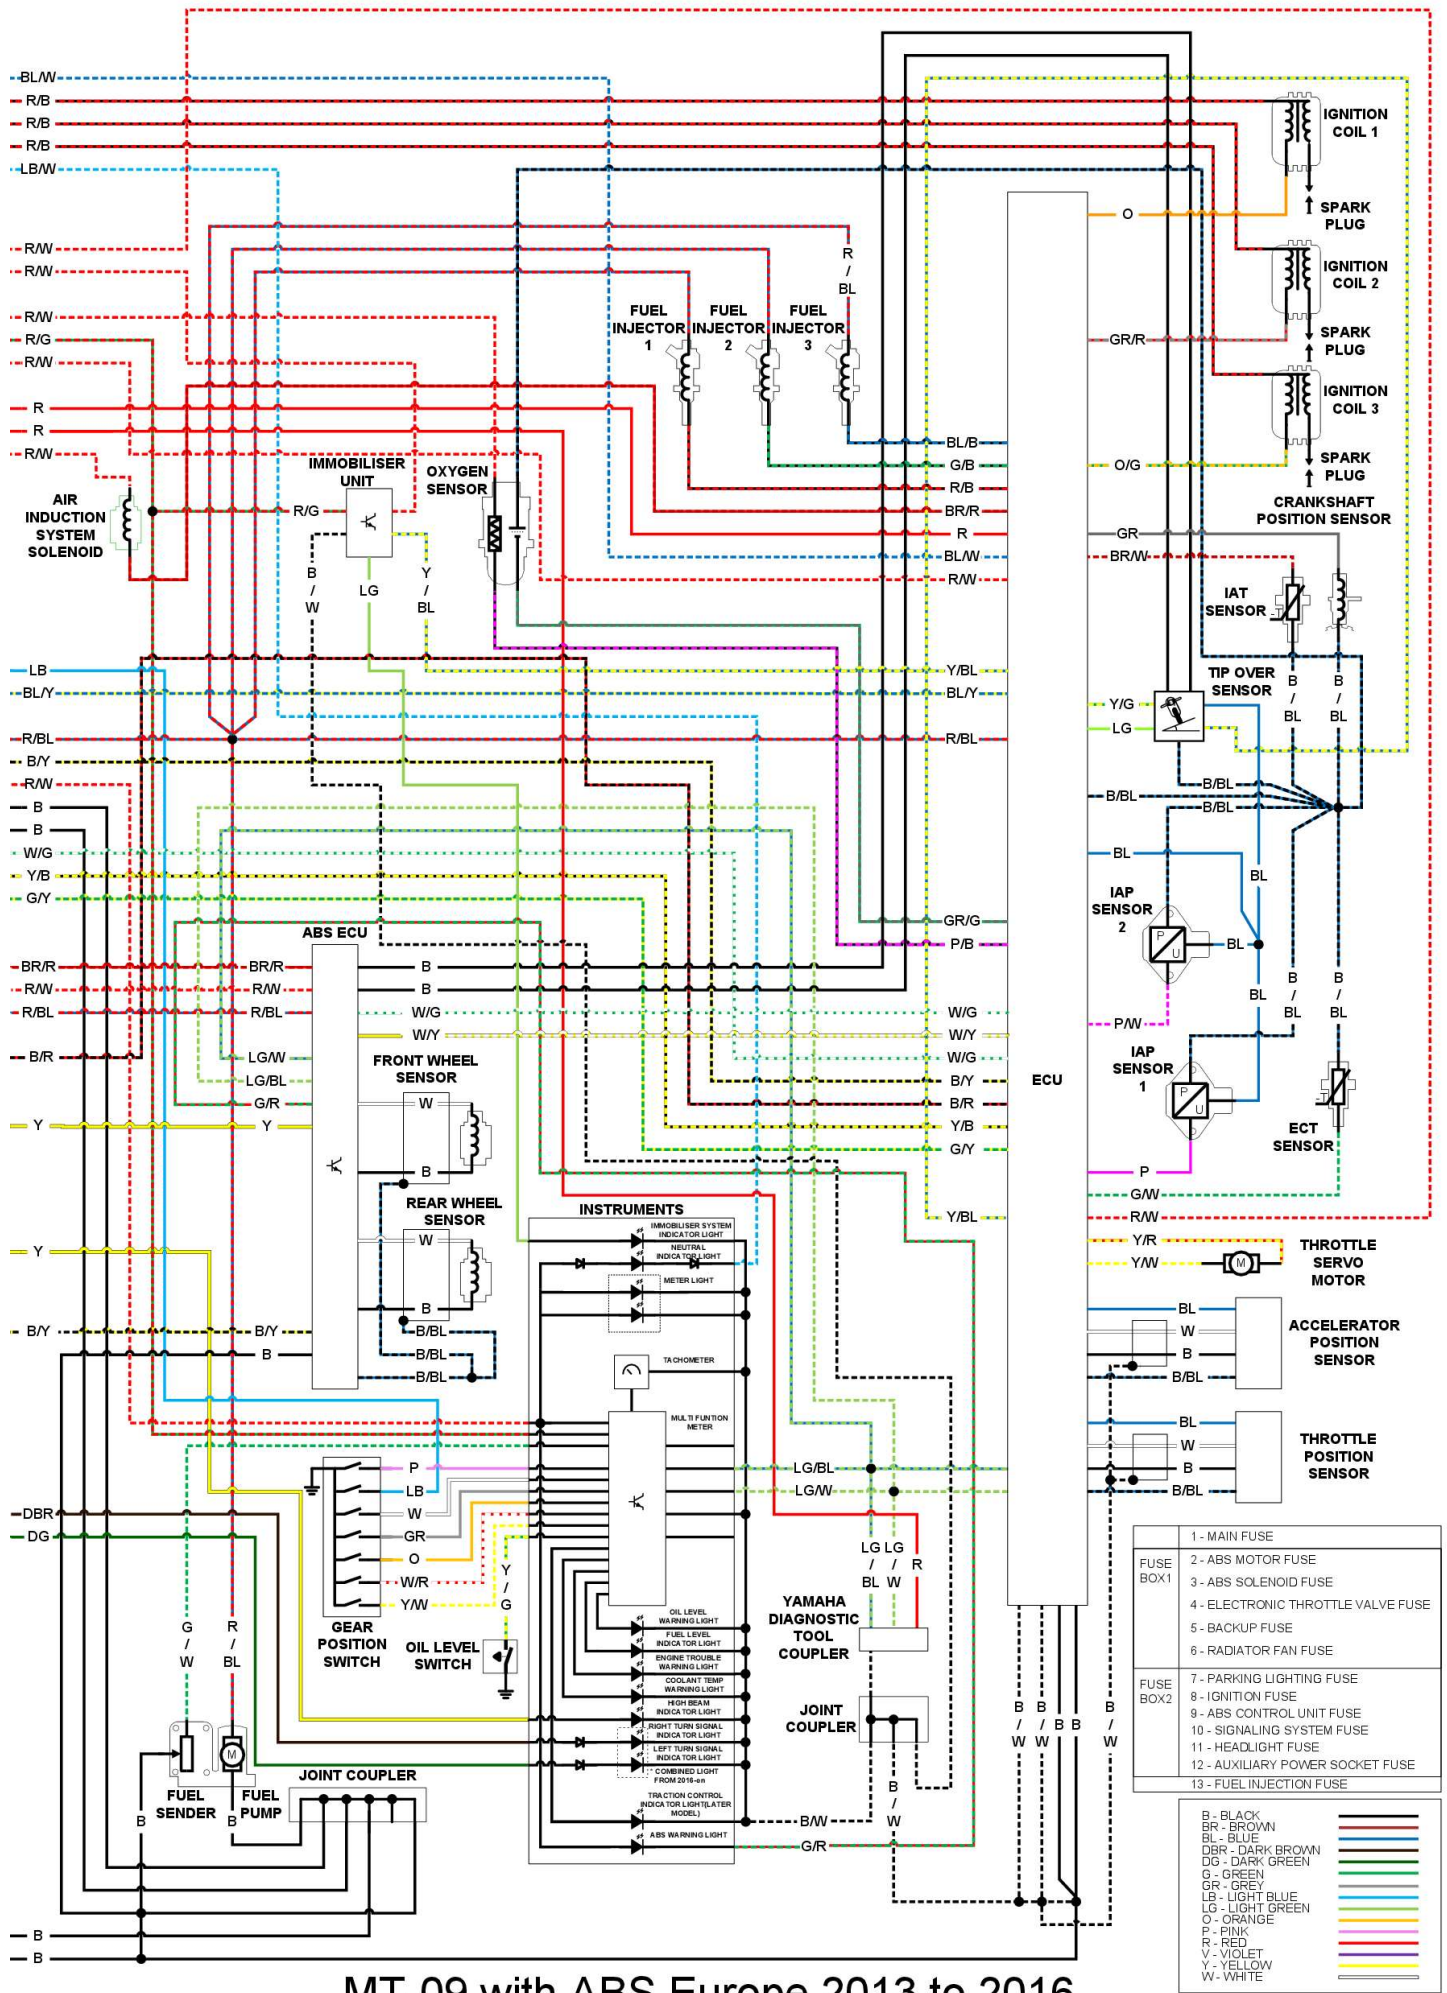 BL/W
R/B
R/B
R/B
LB/W
IGNITION
COIL 1
O
SPARK
PLUG
R/W
R/W
R
/
BL
IGNITION
COIL 2
FUEL
INJECTOR
1
FUEL
INJECTOR
2
FUEL
INJECTOR
3
R/W
R/G
R/W
GR/R
SPARK
PLUG
IGNITION
COIL 3
R
R
R/W
BL/B
G/B
R/B
BR/R
R
BL/W
R/W
O/G
SPARK
PLUG
IMMOBILISER
UNIT
OXYGEN
SENSOR
AIR
INDUCTION
SYSTEM
SOLENOID
R/G
B
/
W
LG
Y
/
BL
CRANKSHAFT
POSITION SENSOR
GR
BR/W
IAT
SENSOR
-T
LB
BL/Y
R/BL
B/Y
R/W
B
B
W/G
Y/B
G/Y
Y/BL
BL/Y
R/BL
TIP OVER
SENSOR
B
/
BL
B
/
BL
Y/G
LG
B/BL
B/BL
B/BL
BL
BL
IAP
SENSOR
2
P
U
BL
GR/G
P/B
ABS ECU
BR/R
R/W
R/BL
B/R
BR/R
R/W
R/BL
LG/W
LG/BL
G/R
B
B
W/G
W/Y
W/G
W/Y
W/G
B/Y
B/R
Y/B
G/Y
Y/BL
ECU
P/W
BL
B
/
BL
B
/
BL
IAP
SENSOR
1
P
U
ECT
SENSOR
-T
P
G/W
R/W
Y/R
Y/W
M
THROTTLE
SERVO
MOTOR
FRONT WHEEL
SENSOR
W
B
REAR WHEEL
SENSOR
W
B
B/BL
B/BL
B/BL
Y
Y
Y
B/Y
B/Y
B
INSTRUMENTS
IMMOBILISER SYSTEM
INDICATOR LIGHT
NEUTRAL
INDICATOR LIGHT
METER LIGHT
TACHOMETER
MULTI FUNTION
METER
BL
W
B
B/BL
ACCELERATOR
POSITION
SENSOR
BL
W
B
B/BL
THROTTLE
POSITION
SENSOR
DBR
DG
P
LB
W
GR
O
W/R
Y/W
GEAR
POSITION
SWITCH
Y
/
G
OIL LEVEL
SWITCH
LG/BL
LG/W
LG
/
BL
LG
/
W
R
YAMAHA
DIAGNOSTIC
TOOL
COUPLER
JOINT
COUPLER
OIL LEVEL
WARNING LIGHT
FUEL LEVEL
INDICATOR LIGHT
ENGINE TROUBLE
WARNING LIGHT
COOLANT TEMP
WARNING LIGHT
HIGH BEAM
INDICATOR LIGHT
RIGHT TURN SIGNAL
INDICATOR LIGHT
LEFT TURN SIGNAL
INDICATOR LIGHT
* COMBINED LIGHT
FROM 2016-on
TRACTION CONTROL
INDICATOR LIGHT(LATER
MODEL)
ABS WARNING LIGHT
B/W
G/R
B
/
W
B
/
W
B
/
W
B
B
B
/
W
G
/
W
R
/
BL
M
FUEL
SENDER
FUEL
PUMP
B
B
JOINT COUPLER
B
B
1 - MAIN FUSE
FUSE
BOX1
2 - ABS MOTOR FUSE
3 - ABS SOLENOID FUSE
4 - ELECTRONIC THROTTLE VALVE FUSE
5 - BACKUP FUSE
6 - RADIATOR FAN FUSE
FUSE
BOX2
7 - PARKING LIGHTING FUSE
8 - IGNITION FUSE
9 - ABS CONTROL UNIT FUSE
10 - SIGNALING SYSTEM FUSE
11 - HEADLIGHT FUSE
12 - AUXILIARY POWER SOCKET FUSE
13 - FUEL INJECTION FUSE
B - BLACK
BR - BROWN
BL - BLUE
DBR - DARK BROWN
DG - DARK GREEN
G - GREEN
GR - GREY
LB - LIGHT BLUE
LG - LIGHT GREEN
O - ORANGE
P - PINK
R - RED
V - VIOLET
Y - YELLOW
W - WHITE
MT-09 with ABS Europe 2013 to 2016